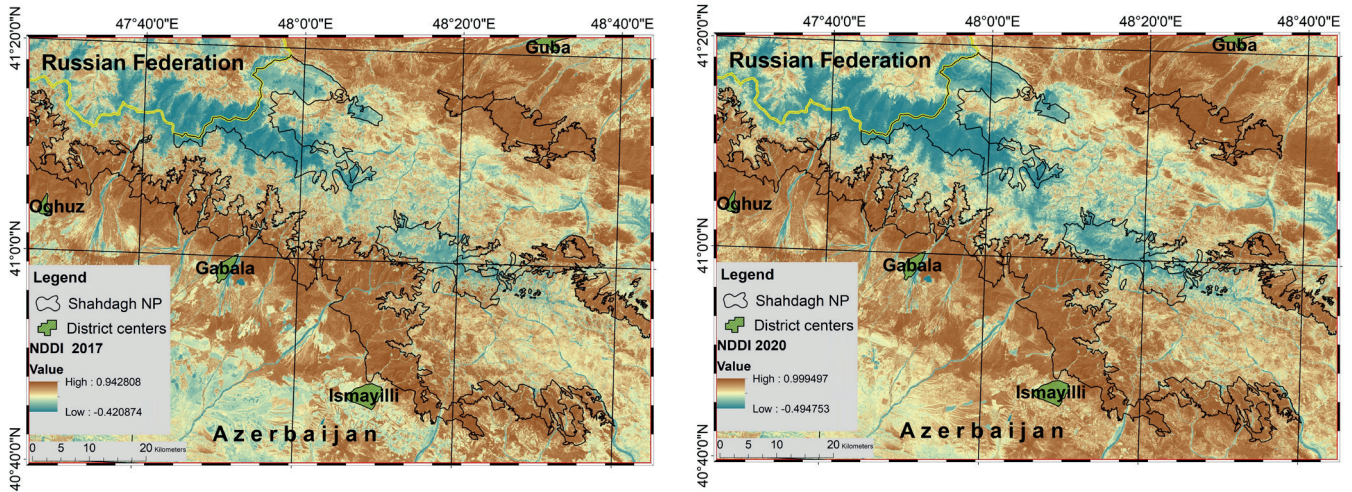 47°40'0"E 48°0'0"E 48°20'0"E 48°40'0"E
41°20'0"N
Guba
Russian Federation
Oghuz
41°0'0"N
Gabala
Legend
Shahdagh NP
District centers
NDDI 2017
Value
High : 0.942808
Low : -0.420874
Ismayilli
Azerbaijan
0 5 10 20 Kilometers
40°40'0"N
47°40'0"E 48°0'0"E 48°20'0"E 48°40'0"E
41°20'0"N
Guba
Russian Federation
Oghuz
41°0'0"N
Gabala
Legend
Shahdagh NP
District centers
NDDI 2020
Value
High : 0.999497
Low : -0.494753
Ismayilli
Azerbaijan
0 5 10 20 Kilometers
40°40'0"N